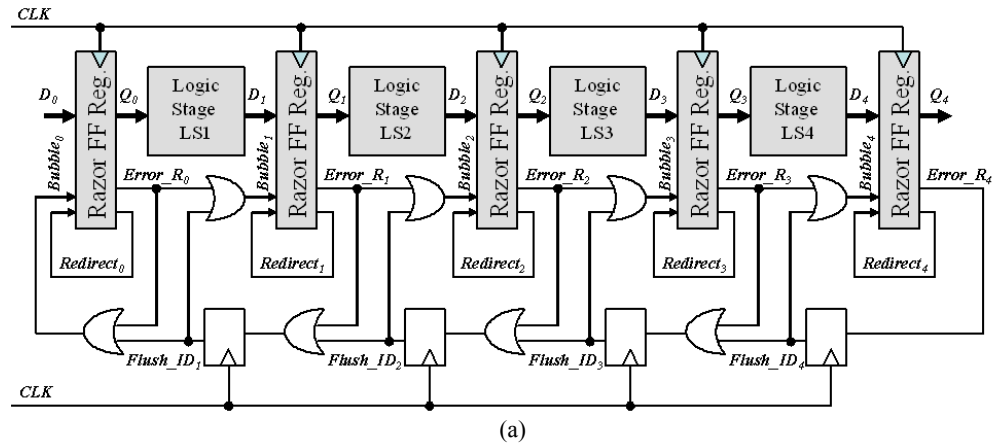 CLK
D0 Razor FF Reg. Q0 Logic Stage LS1 D1 Razor FF Reg. Q1 Logic Stage LS2 D2 Razor FF Reg. Q2 Logic Stage LS3 D3 Razor FF Reg. Q3 Logic Stage LS4 D4 Razor FF Reg. Q4
Bubble0 Bubble1 Bubble2 Bubble3 Bubble4
Error_R0 Error_R1 Error_R2 Error_R3 Error_R4
Redirect0 Redirect1 Redirect2 Redirect3 Redirect4
Flush_ID1 Flush_ID2 Flush_ID3 Flush_ID4
CLK
(a)